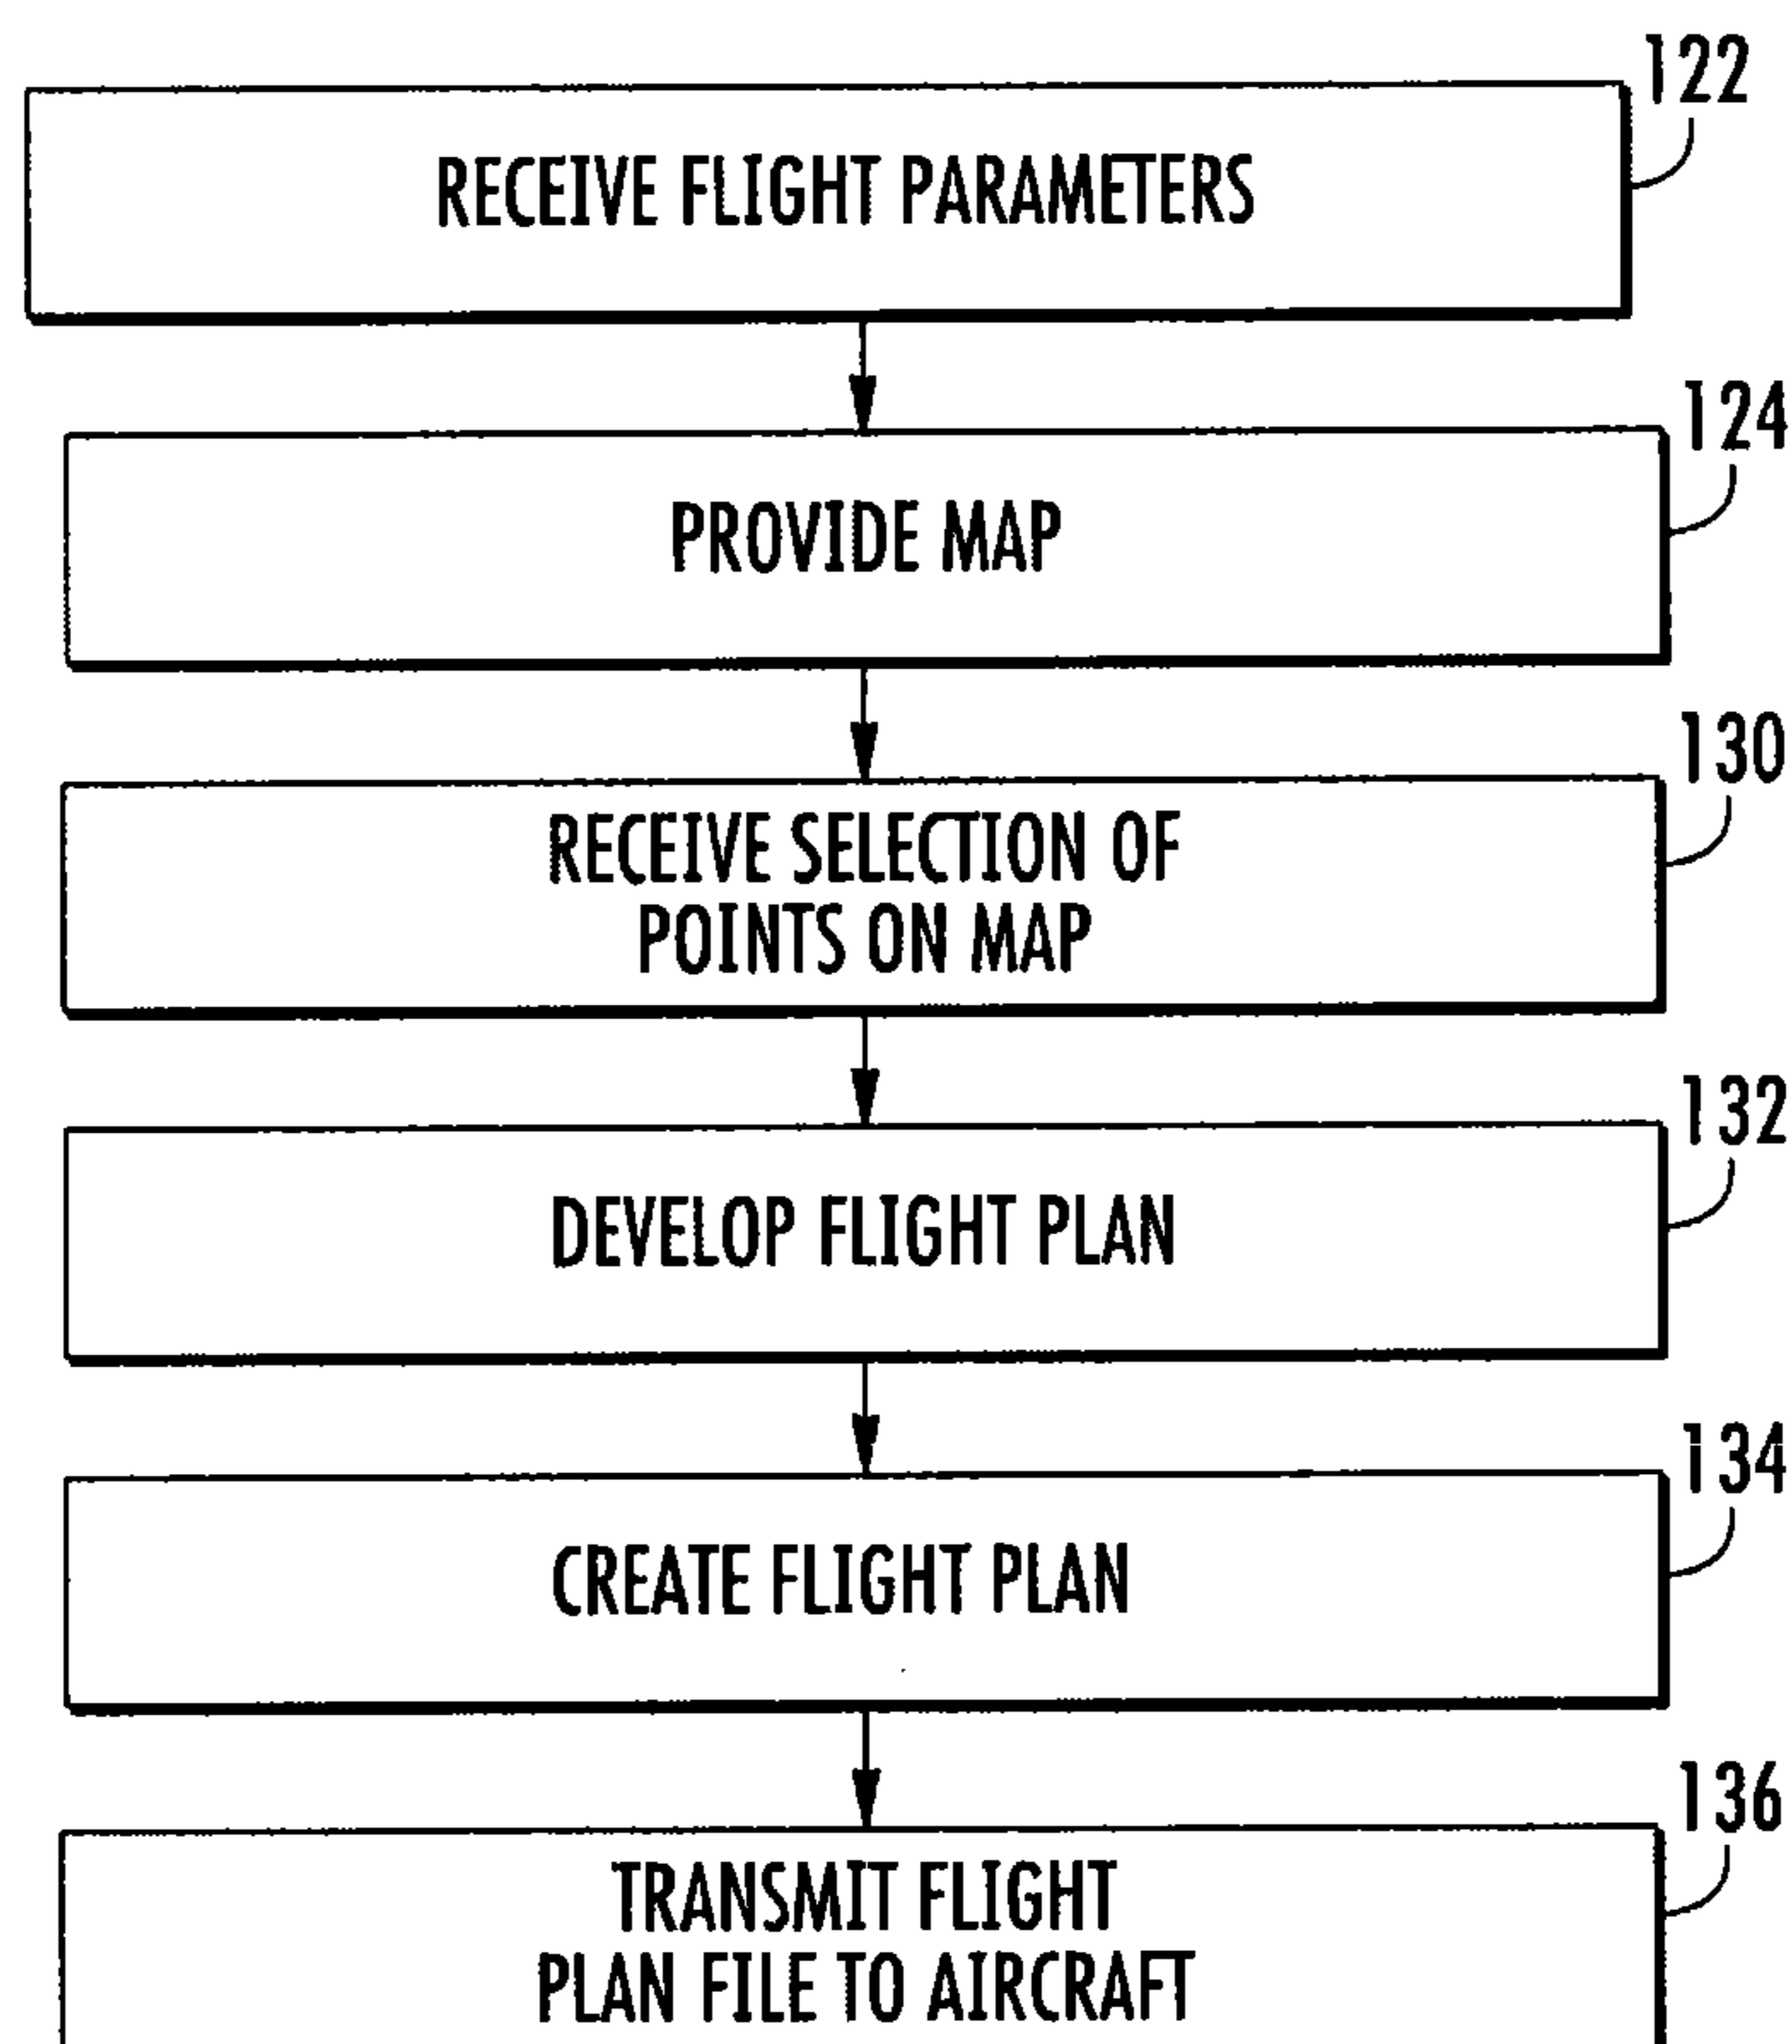 122
RECEIVE FLIGHT PARAMETERS
124
PROVIDE MAP
130
RECEIVE SELECTION OF
POINTS ON MAP
132
DEVELOP FLIGHT PLAN
134
CREATE FLIGHT PLAN
136
TRANSMIT FLIGHT
PLAN FILE TO AIRCRAFT